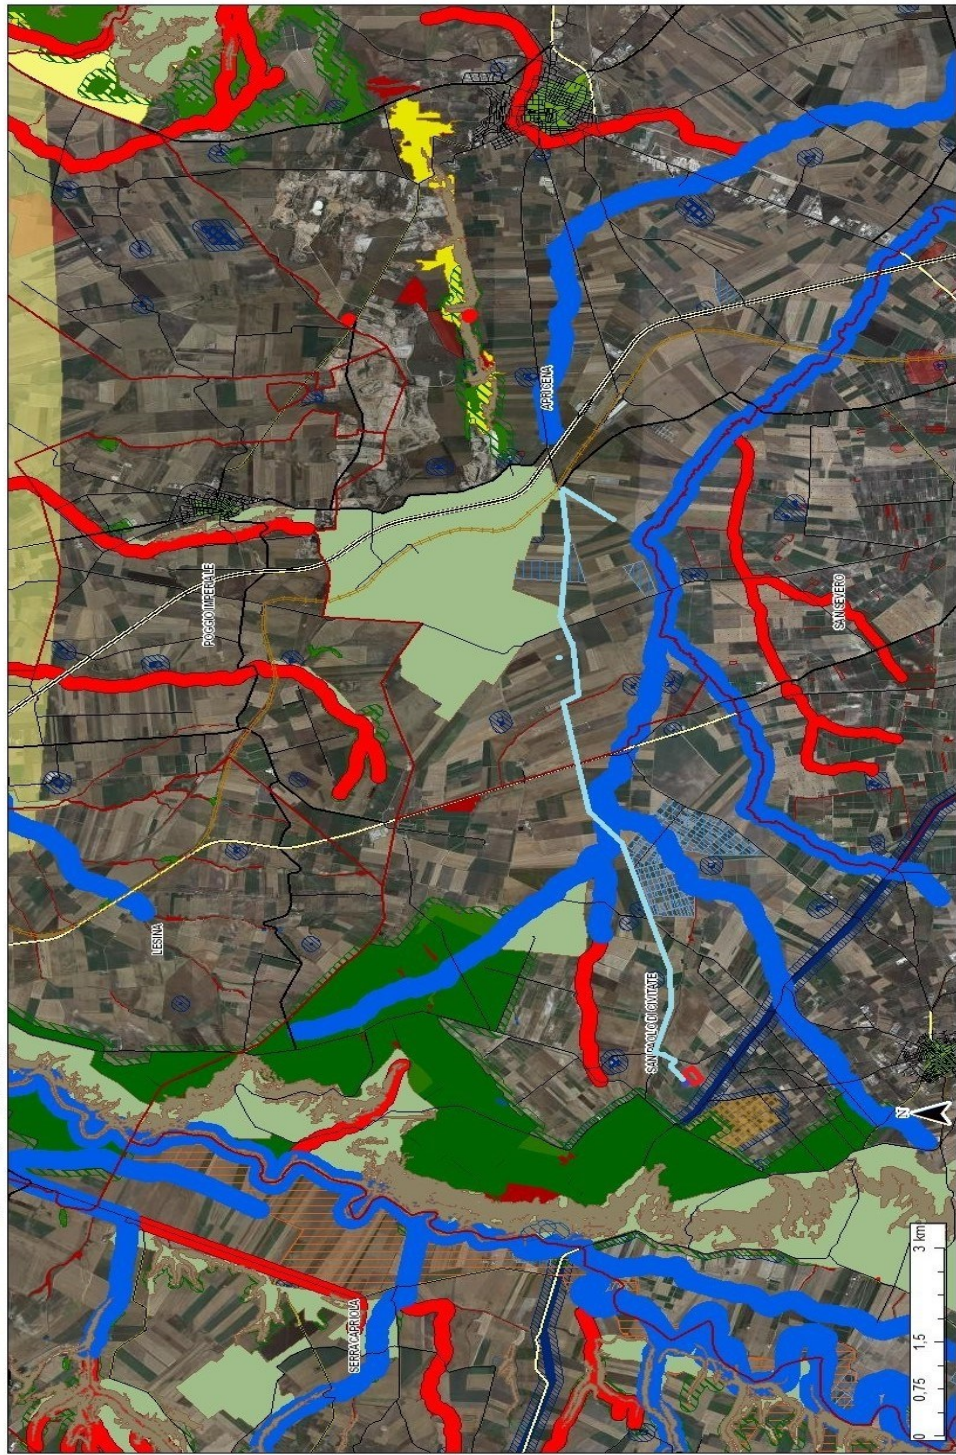 LESINA
POGGIO IMPERIALE
SERRACAPRIOLA
APRICENA
SAN PAOLO DI CIVITATE
SAN SEVERO
N
0 0,75 1,5 3 km